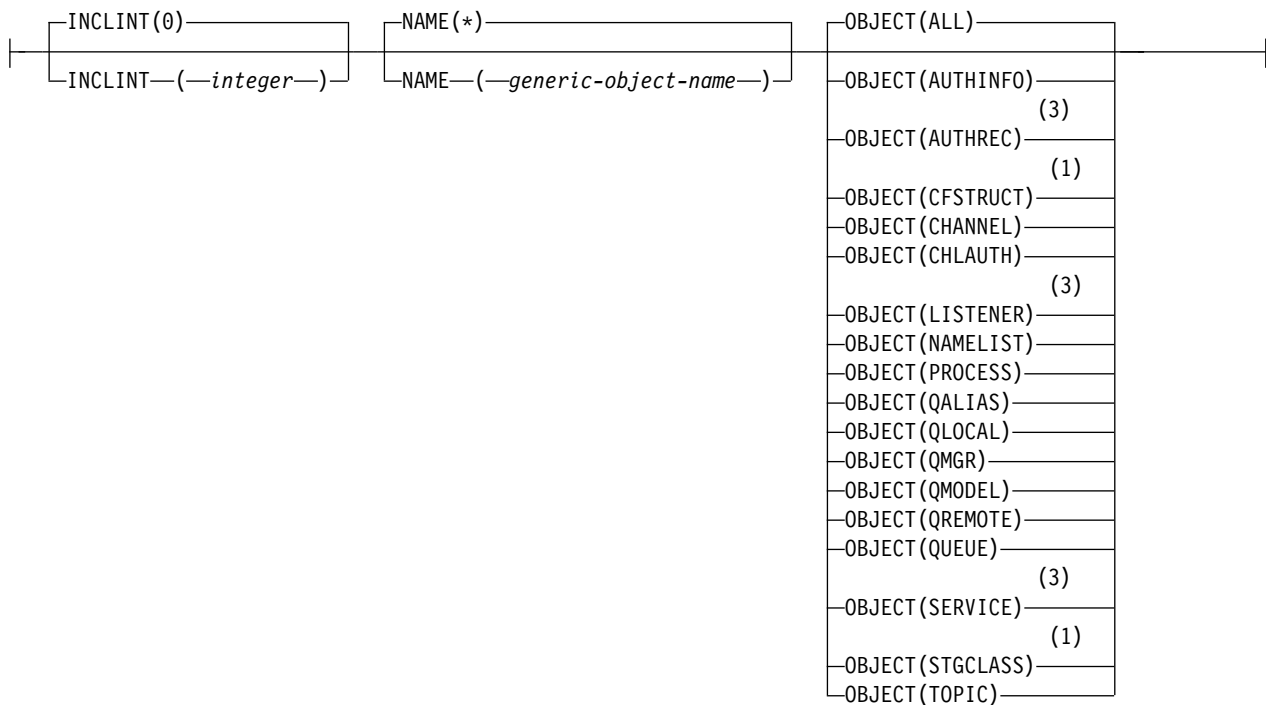 INCLINT(0) NAME(*) OBJECT(ALL)
INCLINT ( integer ) NAME ( generic-object-name ) OBJECT(AUTHINFO)
(3)
OBJECT(AUTHREC)
(1)
OBJECT(CFSTRUCT)
OBJECT(CHANNEL)
OBJECT(CHLAUTH)
(3)
OBJECT(LISTENER)
OBJECT(NAMELIST)
OBJECT(PROCESS)
OBJECT(QALIAS)
OBJECT(QLOCAL)
OBJECT(QMGR)
OBJECT(QMODEL)
OBJECT(QREMOTE)
OBJECT(QUEUE)
(3)
OBJECT(SERVICE)
(1)
OBJECT(STGCLASS)
OBJECT(TOPIC)